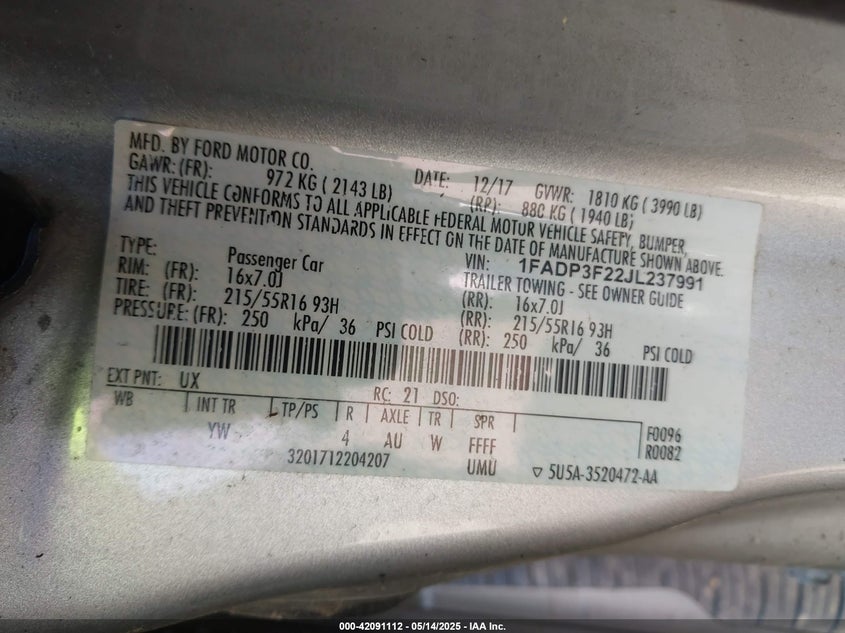 MFD. BY FORD MOTOR CO.
DATE: 12/17 GVWR: 1810 KG ( 3990 LB)
GAWR: (FR): 972 KG ( 2143 LB) (RR): 880 KG ( 1940 LB)
THIS VEHICLE CONFORMS TO ALL APPLICABLE FEDERAL MOTOR VEHICLE SAFETY, BUMPER,
AND THEFT PREVENTION STANDARDS IN EFFECT ON THE DATE OF MANUFACTURE SHOWN ABOVE.
VIN: 1FADP3F22JL237991
TYPE: Passenger Car TRAILER TOWING - SEE OWNER GUIDE
RIM: (FR): 16x7.0J (RR): 16x7.0J
TIRE: (FR): 215/55R16 93H (RR): 215/55R16 93H
PRESSURE: (FR): 250 kPa/ 36 PSI COLD (RR): 250 kPa/ 36 PSI COLD
EXT PNT: UX RC: 21 DSO:
WB INT TR TP/PS R AXLE TR SPR
YW 4 AU W FFFF
F0096
R0082
3201712204207 UMU ▽ 5U5A-3520472-AA
000-42091112 - 05/14/2025 - IAA Inc.